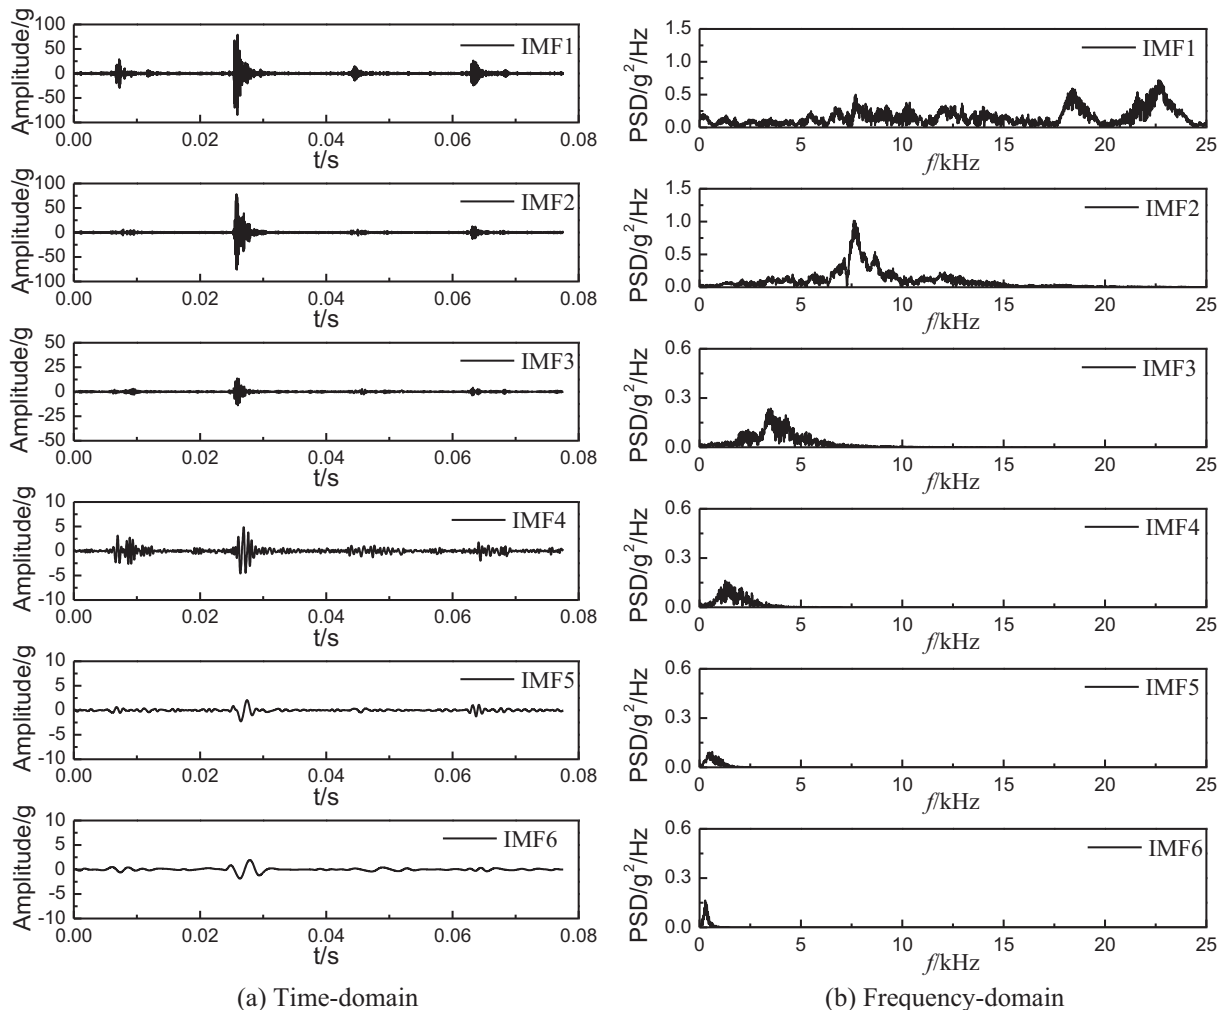 100
50
0
-50
-100
Amplitude/g
IMF1
0.00 0.02 0.04 0.06 0.08
t/s
100
50
0
-50
-100
Amplitude/g
IMF2
0.00 0.02 0.04 0.06 0.08
t/s
50
25
0
-25
-50
Amplitude/g
IMF3
0.00 0.02 0.04 0.06 0.08
t/s
10
5
0
-5
-10
Amplitude/g
IMF4
0.00 0.02 0.04 0.06 0.08
t/s
10
5
0
-5
-10
Amplitude/g
IMF5
0.00 0.02 0.04 0.06 0.08
t/s
10
5
0
-5
-10
Amplitude/g
IMF6
0.00 0.02 0.04 0.06 0.08
t/s
(a) Time-domain
1.5
1.0
0.5
0.0
PSD/g²/Hz
IMF1
0 5 10 15 20 25
f/kHz
1.5
1.0
0.5
0.0
PSD/g²/Hz
IMF2
0 5 10 15 20 25
f/kHz
0.6
0.3
0.0
PSD/g²/Hz
IMF3
0 5 10 15 20 25
f/kHz
0.6
0.3
0.0
PSD/g²/Hz
IMF4
0 5 10 15 20 25
f/kHz
0.6
0.3
0.0
PSD/g²/Hz
IMF5
0 5 10 15 20 25
f/kHz
0.6
0.3
0.0
PSD/g²/Hz
IMF6
0 5 10 15 20 25
f/kHz
(b) Frequency-domain